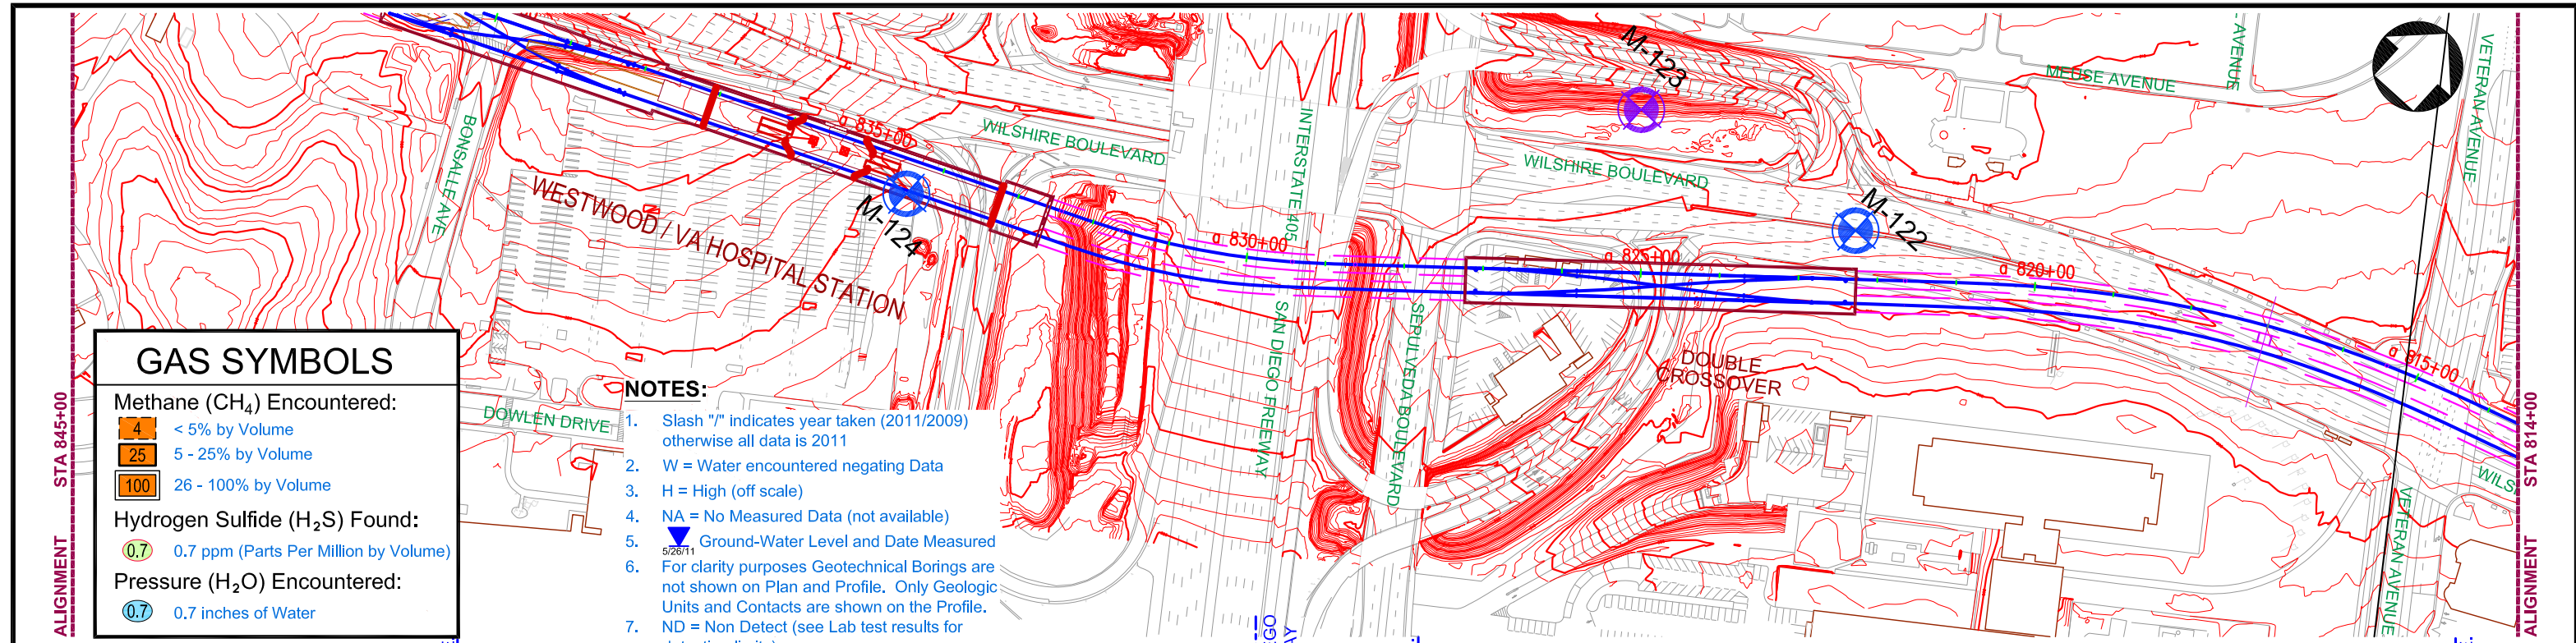 M-123
MEUSE AVENUE
AVENUE
VETERAN AVENUE
BONSALLE AVE
835+00
WILSHIRE BOULEVARD
INTERSTATE 405
WILSHIRE BOULEVARD
M-122
WESTWOOD / VA HOSPITAL STATION
M-124
830+00
825+00
820+00
815+00
SAN DIEGO FREEWAY
SEPULVEDA BOULEVARD
DOUBLE
CROSSOVER
ALIGNMENT STA 845+00
ALIGNMENT STA 814+00
DOWLEN DRIVE
VETERAN AVENUE
WILS
GAS SYMBOLS
Methane (CH4) Encountered:
4 < 5% by Volume
25 5 - 25% by Volume
100 26 - 100% by Volume
Hydrogen Sulfide (H2S) Found:
0.7 0.7 ppm (Parts Per Million by Volume)
Pressure (H2O) Encountered:
0.7 0.7 inches of Water
NOTES:
1. Slash "/" indicates year taken (2011/2009)
otherwise all data is 2011
2. W = Water encountered negating Data
3. H = High (off scale)
4. NA = No Measured Data (not available)
5. 5/26/11 Ground-Water Level and Date Measured
6. For clarity purposes Geotechnical Borings are
not shown on Plan and Profile. Only Geologic
Units and Contacts are shown on the Profile.
7. ND = Non Detect (see Lab test results for